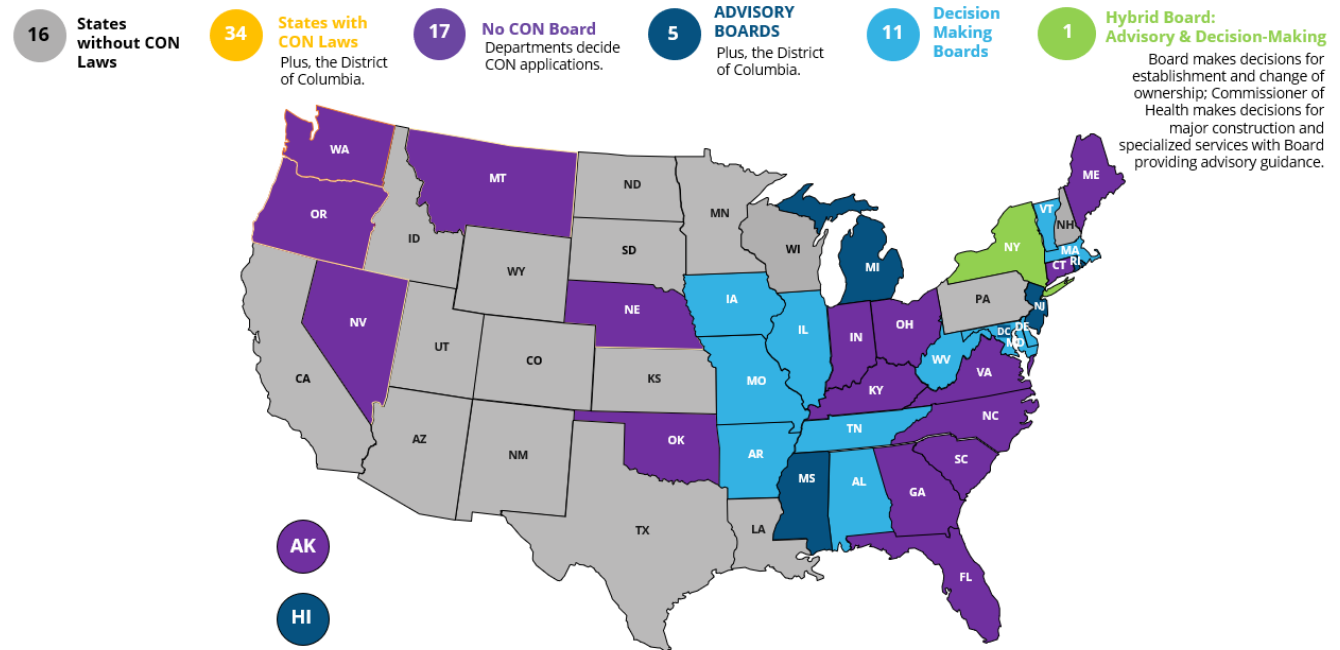 16
States
without CON
Laws
34
States with
CON Laws
Plus, the District
of Columbia.
17
No CON Board
Departments decide
CON applications.
5
ADVISORY
BOARDS
Plus, the District
of Columbia.
11
Decision
Making
Boards
1
Hybrid Board:
Advisory & Decision-Making
Board makes decisions for
establishment and change of
ownership; Commissioner of
Health makes decisions for
major construction and
specialized services with Board
providing advisory guidance.
WA
MT
ND
MN
ME
OR
ID
SD
WI
MI
VT
NH
NY
MA
CT
RI
WY
IA
PA
NJ
NV
NE
IL
IN
OH
DC
DE
MD
UT
CO
KS
MO
WV
VA
CA
KY
NC
AZ
NM
OK
AR
TN
SC
MS
AL
GA
TX
LA
FL
AK
HI